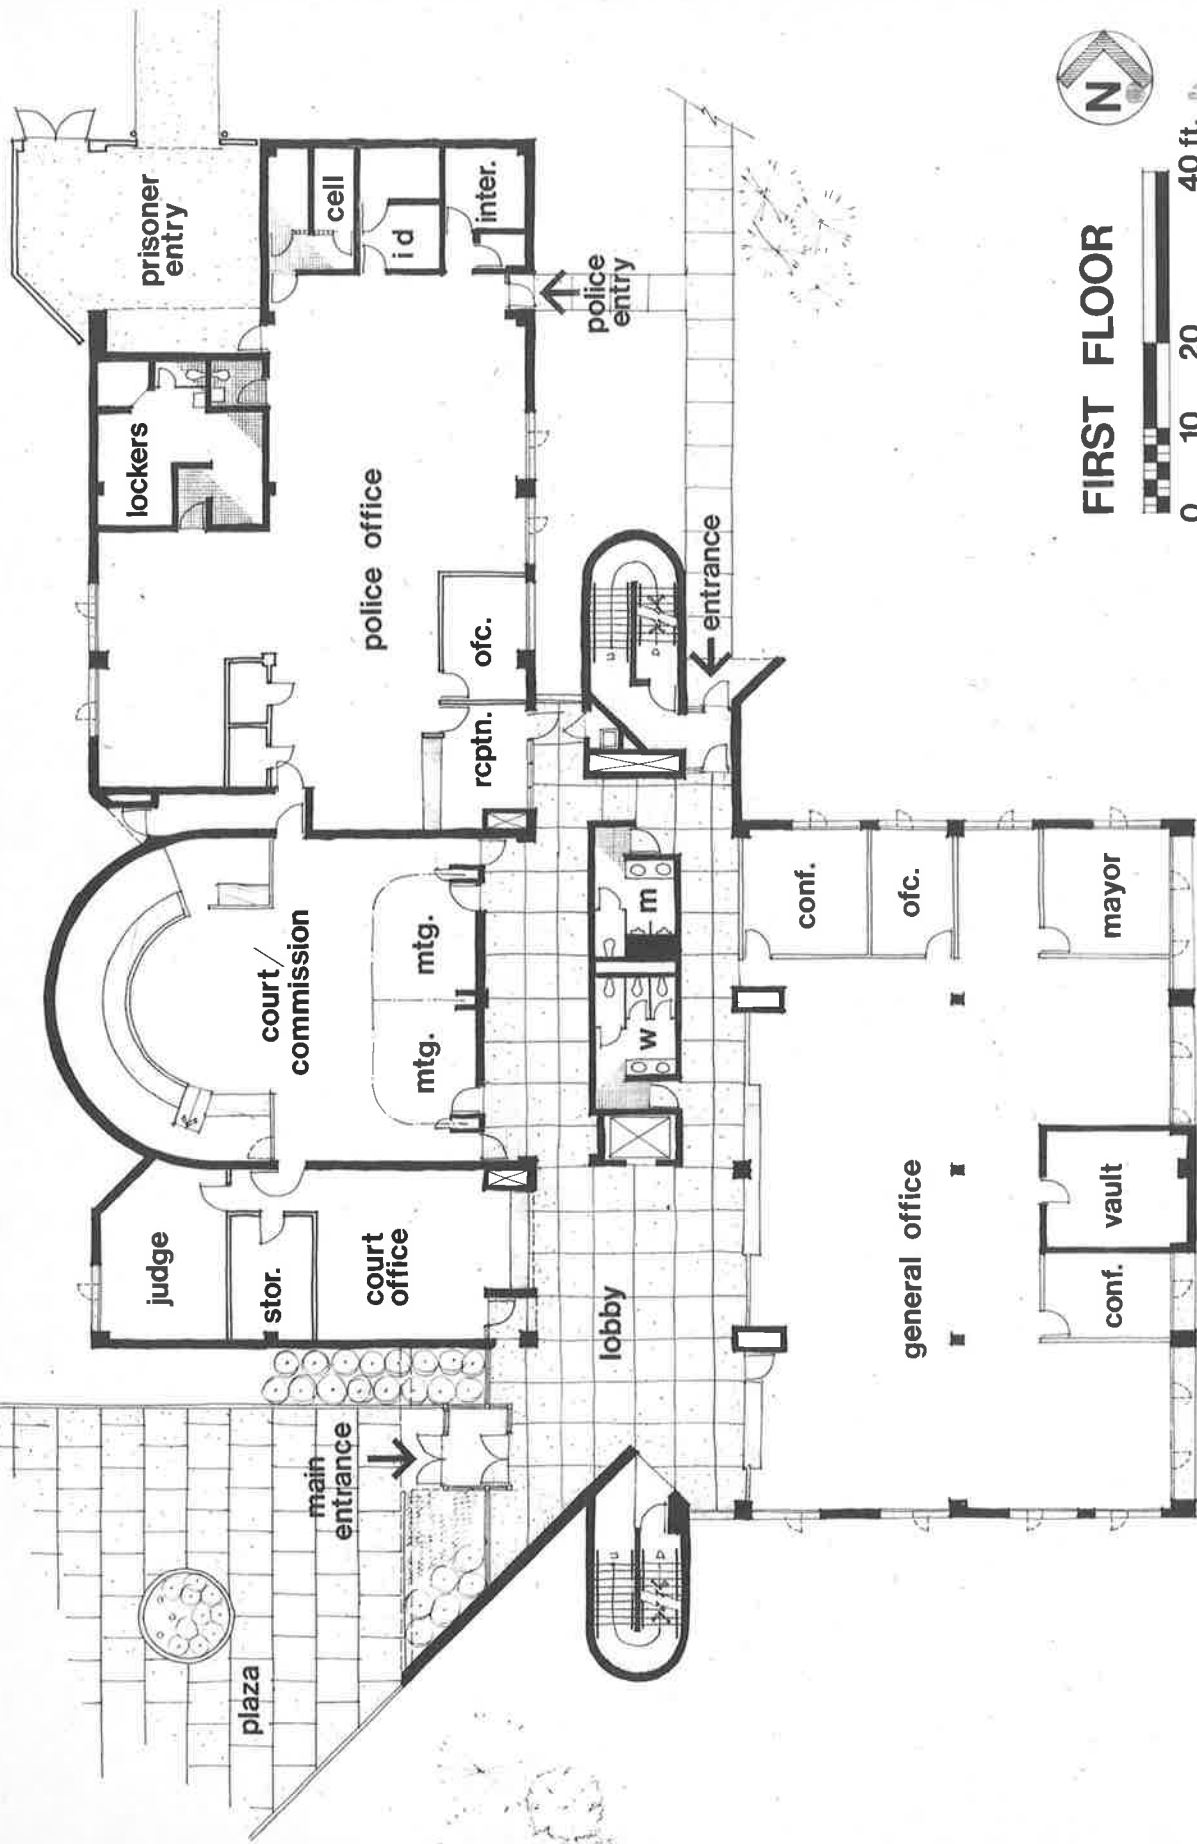 plaza
main
entrance
judge
stor.
court
office
court/
commission
mtg.
mtg.
lockers
prisoner
entry
cell
id
inter.
police office
rcptn.
ofc.
police
entry
entrance
lobby
w
m
U
D
U
D
general office
conf.
vault
conf.
ofc.
mayor
FIRST FLOOR
0 10 20 40 ft.
N